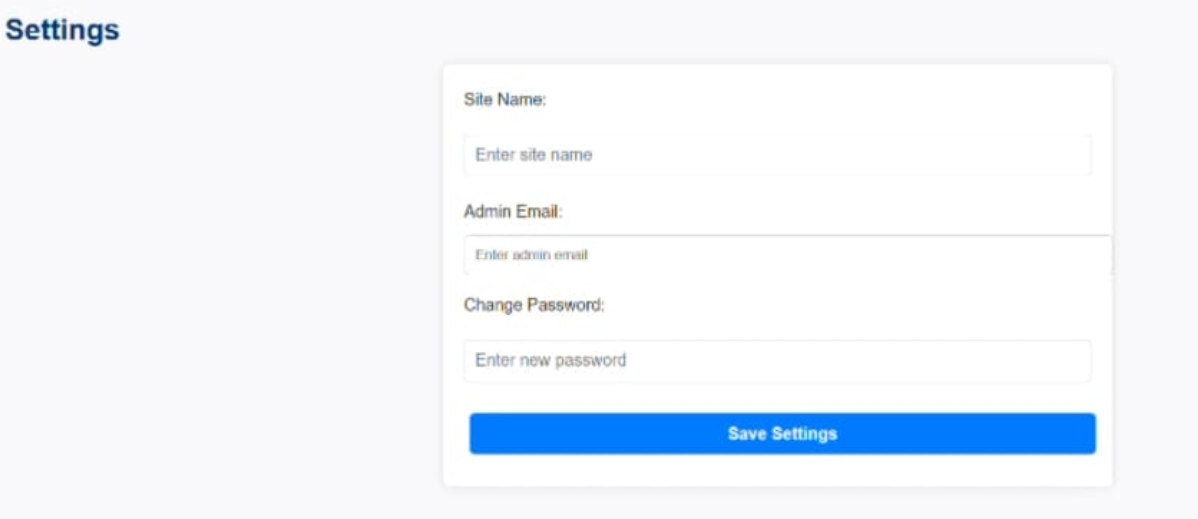 Settings
Site Name:
Enter site name
Admin Email:
Enter admin email
Change Password:
Enter new password
Save Settings